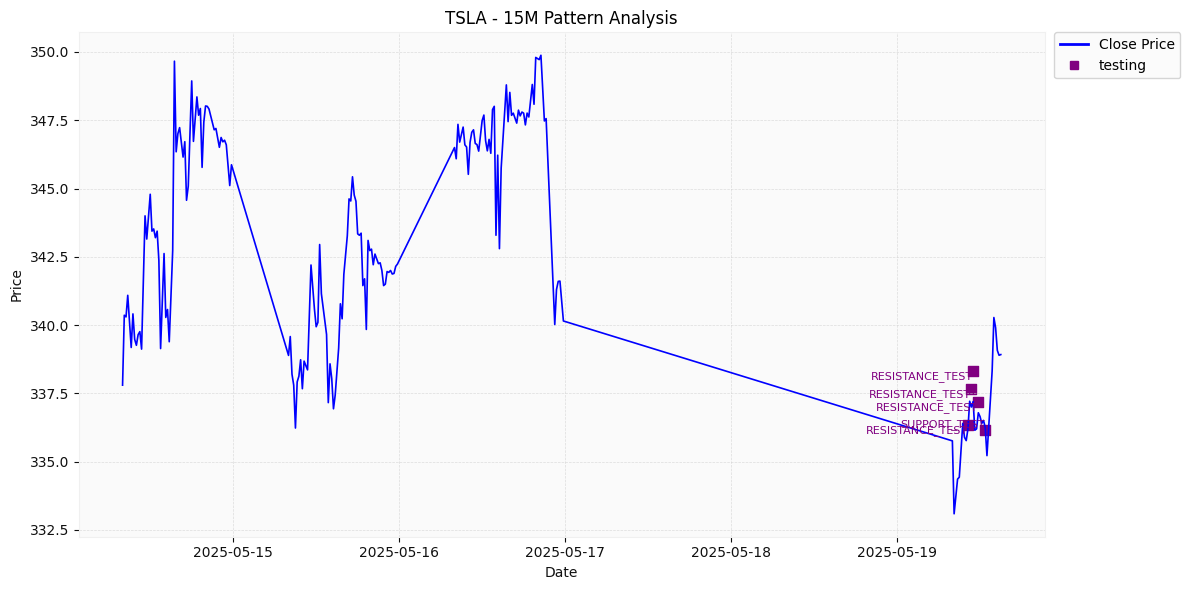 TSLA - 15M Pattern Analysis
Close Price
testing
Price
350.0
347.5
345.0
342.5
340.0
337.5
335.0
332.5
RESISTANCE_TEST
RESISTANCE_TEST
RESISTANCE_TEST
SUPPORT_TEST
RESISTANCE_TEST
2025-05-15
2025-05-16
2025-05-17
2025-05-18
2025-05-19
Date